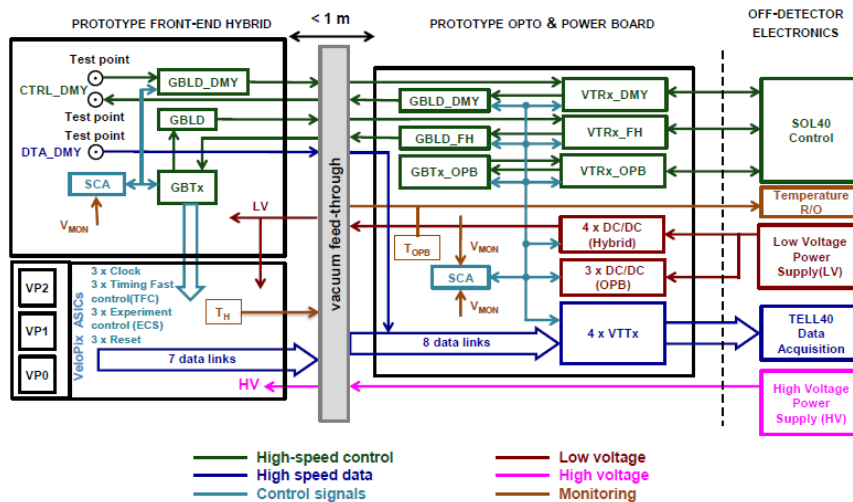 PROTOTYPE FRONT-END HYBRID
< 1 m
PROTOTYPE OPTO & POWER BOARD
OFF-DETECTOR
ELECTRONICS
Test point
CTRL_DMY
Test point
DTA_DMY
GBLD_DMY
GBLD
SCA
GBTx
VMON
LV
vacuum feed-through
GBLD_DMY
GBLD_FH
GBTx_OPB
VTRx_DMY
VTRx_FH
VTRx_OPB
SOL40
Control
Temperature
R/O
TOPB
VMON
SCA
VMON
4 x DC/DC
(Hybrid)
3 x DC/DC
(OPB)
Low Voltage
Power
Supply(LV)
VP2
VP1
VP0
VeloPix ASICs
3 x Clock
3 x Timing Fast
control(TFC)
3 x Experiment
control (ECS)
3 x Reset
TH
7 data links
8 data links
4 x VTTx
TELL40
Data
Acquisition
HV
High Voltage
Power
Supply (HV)
High-speed control
High speed data
Control signals
Low voltage
High voltage
Monitoring